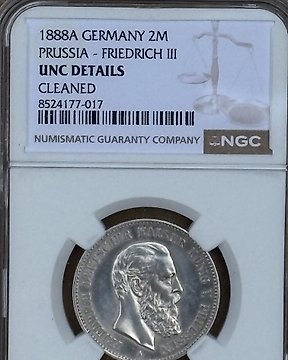 1888A GERMANY 2M
PRUSSIA - FRIEDRICH III
UNC DETAILS
CLEANED
8524177-017
NUMISMATIC GUARANTY COMPANY NGC
A